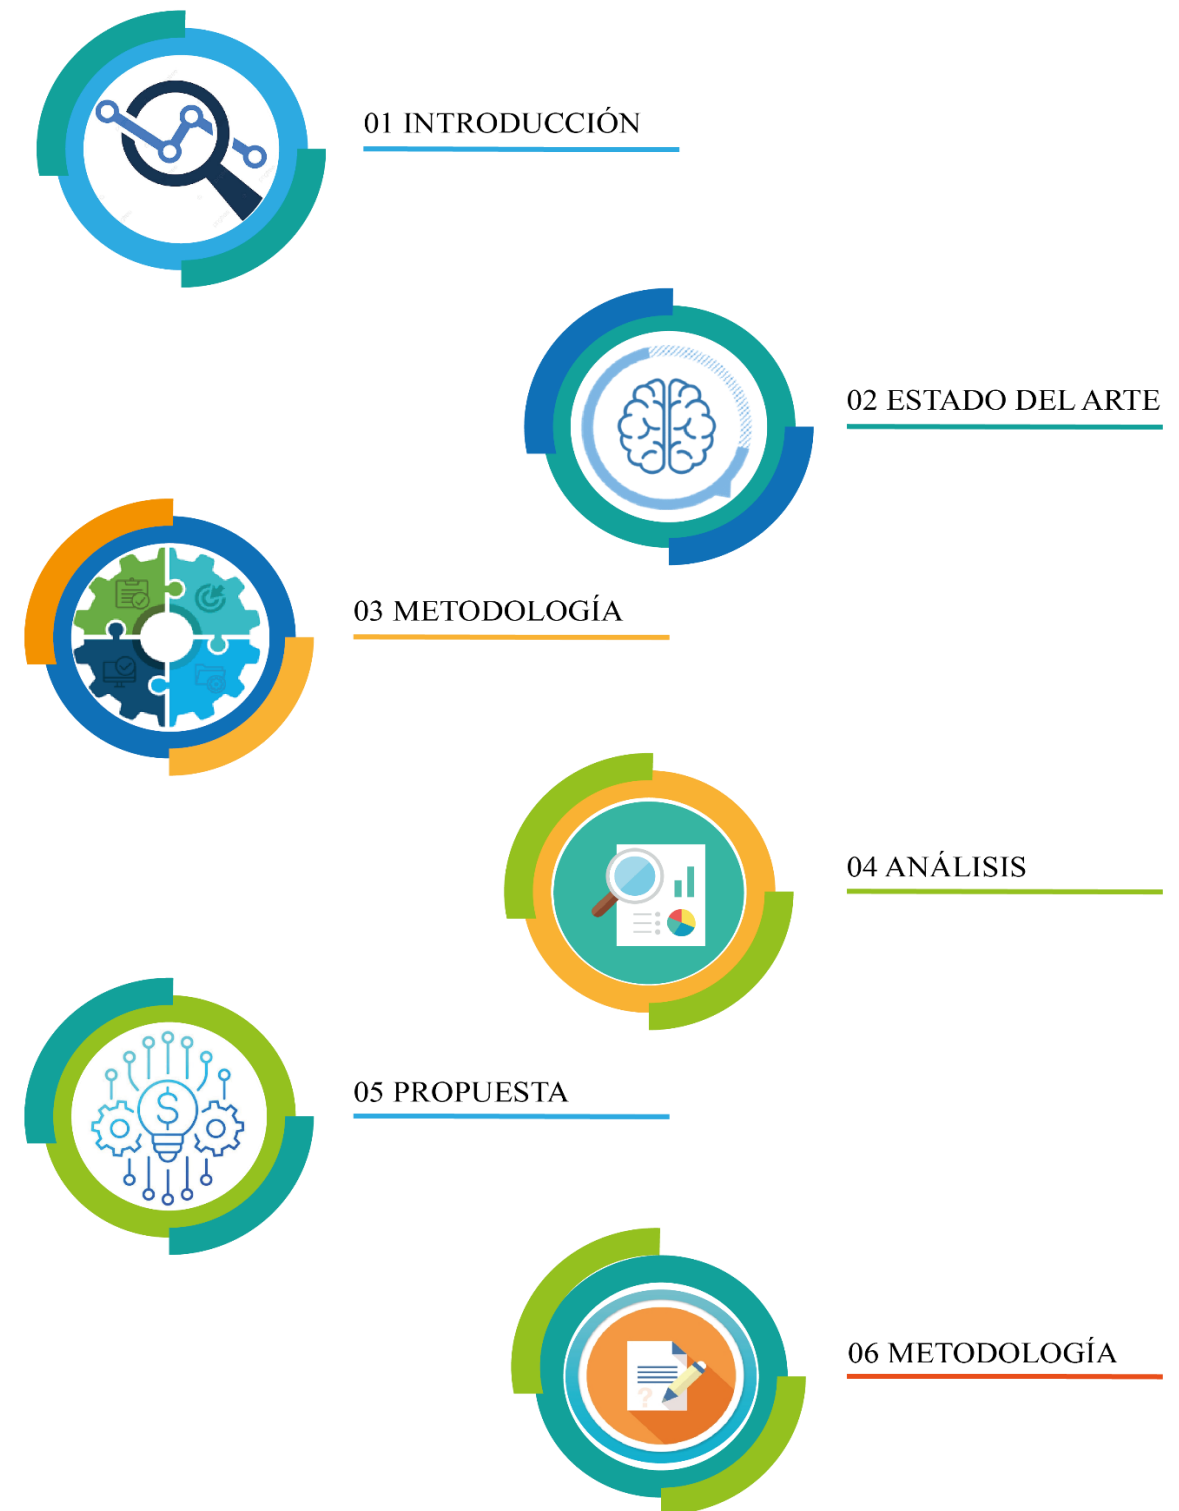 01 INTRODUCCIÓN
02 ESTADO DEL ARTE
03 METODOLOGÍA
04 ANÁLISIS
05 PROPUESTA
$
06 METODOLOGÍA
?